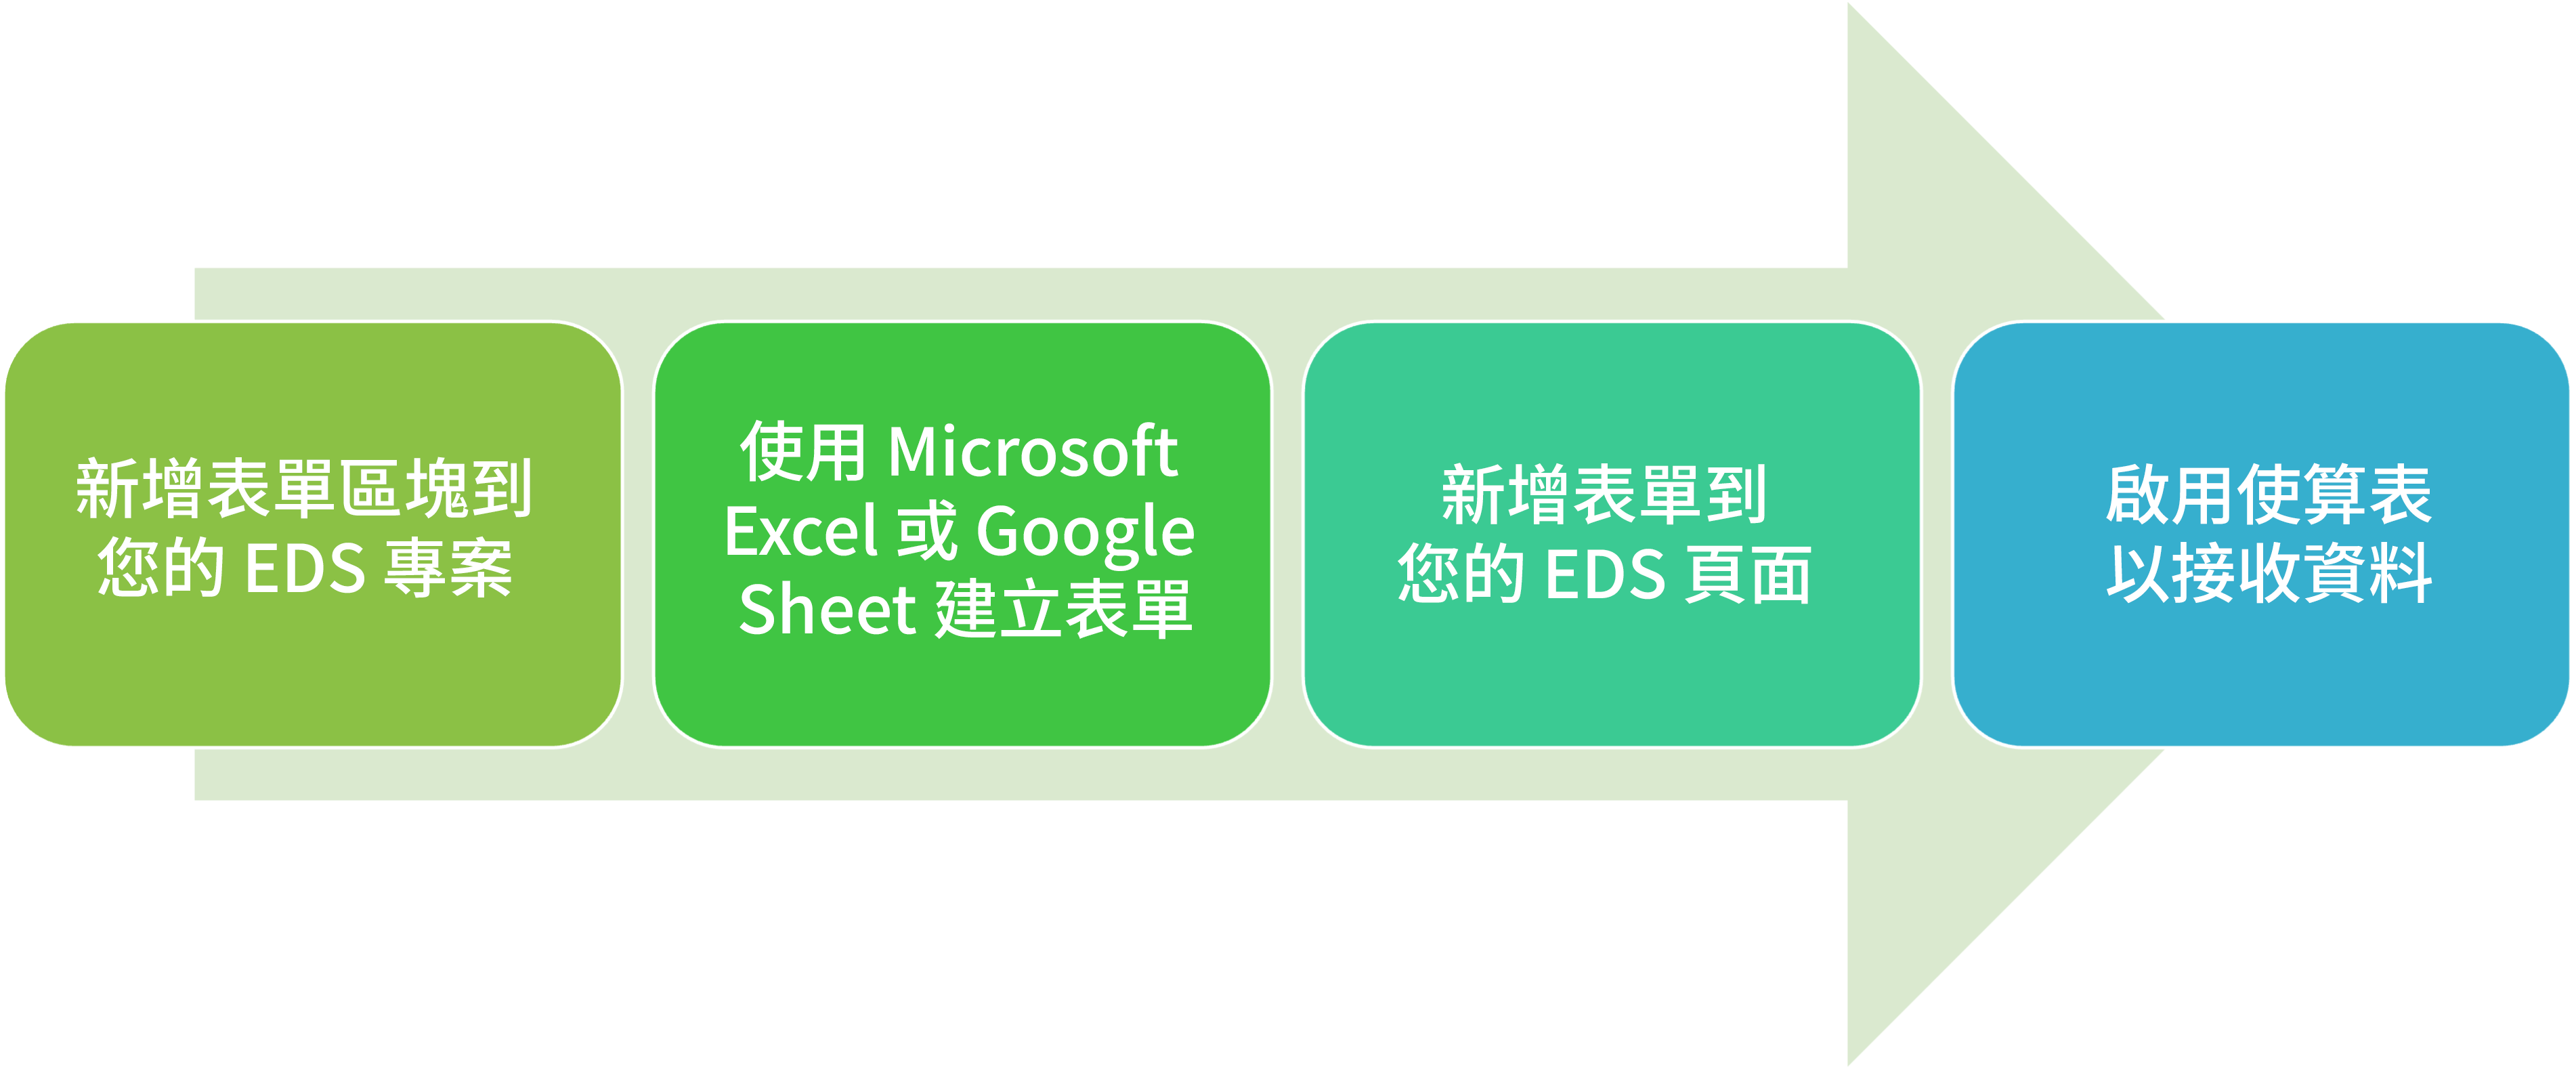 新增表單區塊到
您的 EDS 專案
使用 Microsoft
Excel 或 Google
Sheet 建立表單
新增表單到
您的 EDS 頁面
啟用使算表
以接收資料